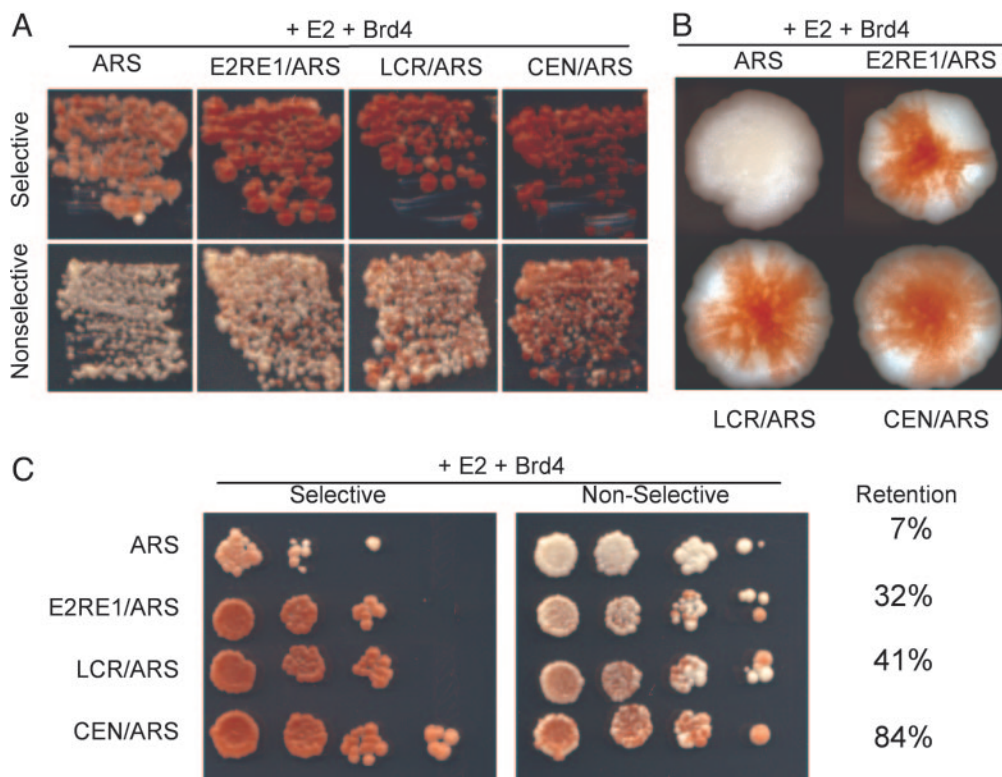 A
+ E2 + Brd4
ARS E2RE1/ARS LCR/ARS CEN/ARS
Selective
Nonselective
B
+ E2 + Brd4
ARS E2RE1/ARS
LCR/ARS CEN/ARS
C
+ E2 + Brd4
Selective Non-Selective Retention
ARS 7%
E2RE1/ARS 32%
LCR/ARS 41%
CEN/ARS 84%